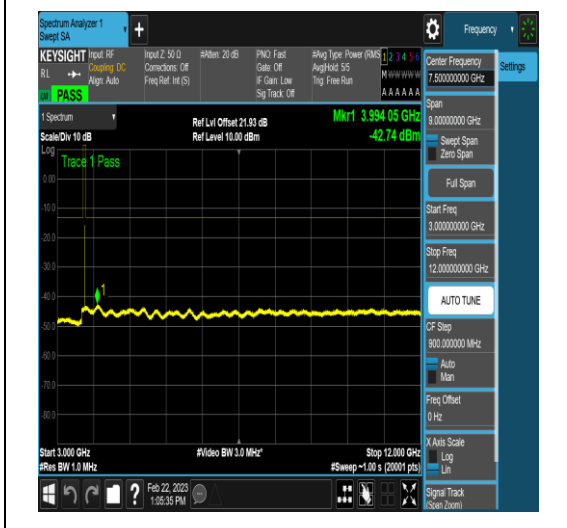 Spectrum Analyzer 1
Swept SA
+
Frequency
KEYSIGHT
Input: RF
Coupling: DC
Align: Auto
Input Z: 50 Ω
Corrections: Off
Freq Ref: Int (S)
#Atten: 20 dB
PNO: Fast
Gate: Off
IF Gain: Low
Sig Track: Off
#Avg Type: Power (RMS
Avg|Hold: 5/5
Trig: Free Run
1 2 3 4 5 6
M W W W W W
A A A A A A
RL
PASS
1 Spectrum
Scale/Div 10 dB
Ref Lvl Offset 21.93 dB
Ref Level 10.00 dBm
Mkr1 3.994 05 GHz
-42.74 dBm
Log
Trace 1 Pass
0.00
-10.0
-20.0
-30.0
-40.0
-50.0
-60.0
-70.0
-80.0
1
Start 3.000 GHz
#Res BW 1.0 MHz
#Video BW 3.0 MHz*
Stop 12.000 GHz
#Sweep ~1.00 s (20001 pts)
Feb 22, 2023
1:05:35 PM
Center Frequency
7.500000000 GHz
Settings
Span
9.00000000 GHz
Swept Span
Zero Span
Full Span
Start Freq
3.000000000 GHz
Stop Freq
12.000000000 GHz
AUTO TUNE
CF Step
900.000000 MHz
Auto
Man
Freq Offset
0 Hz
X Axis Scale
Log
Lin
Signal Track
(Span Zoom)